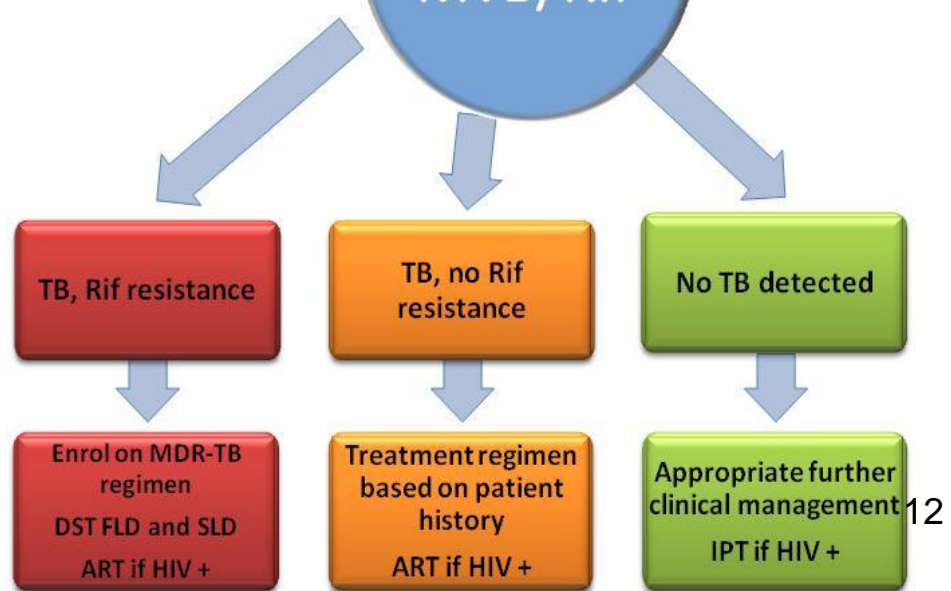 TB, Rif resistance
TB, no Rif
resistance
No TB detected
Enrol on MDR-TB
regimen
DST FLD and SLD
ART if HIV +
Treatment regimen
based on patient
history
ART if HIV +
Appropriate further
clinical management
IPT if HIV +
12